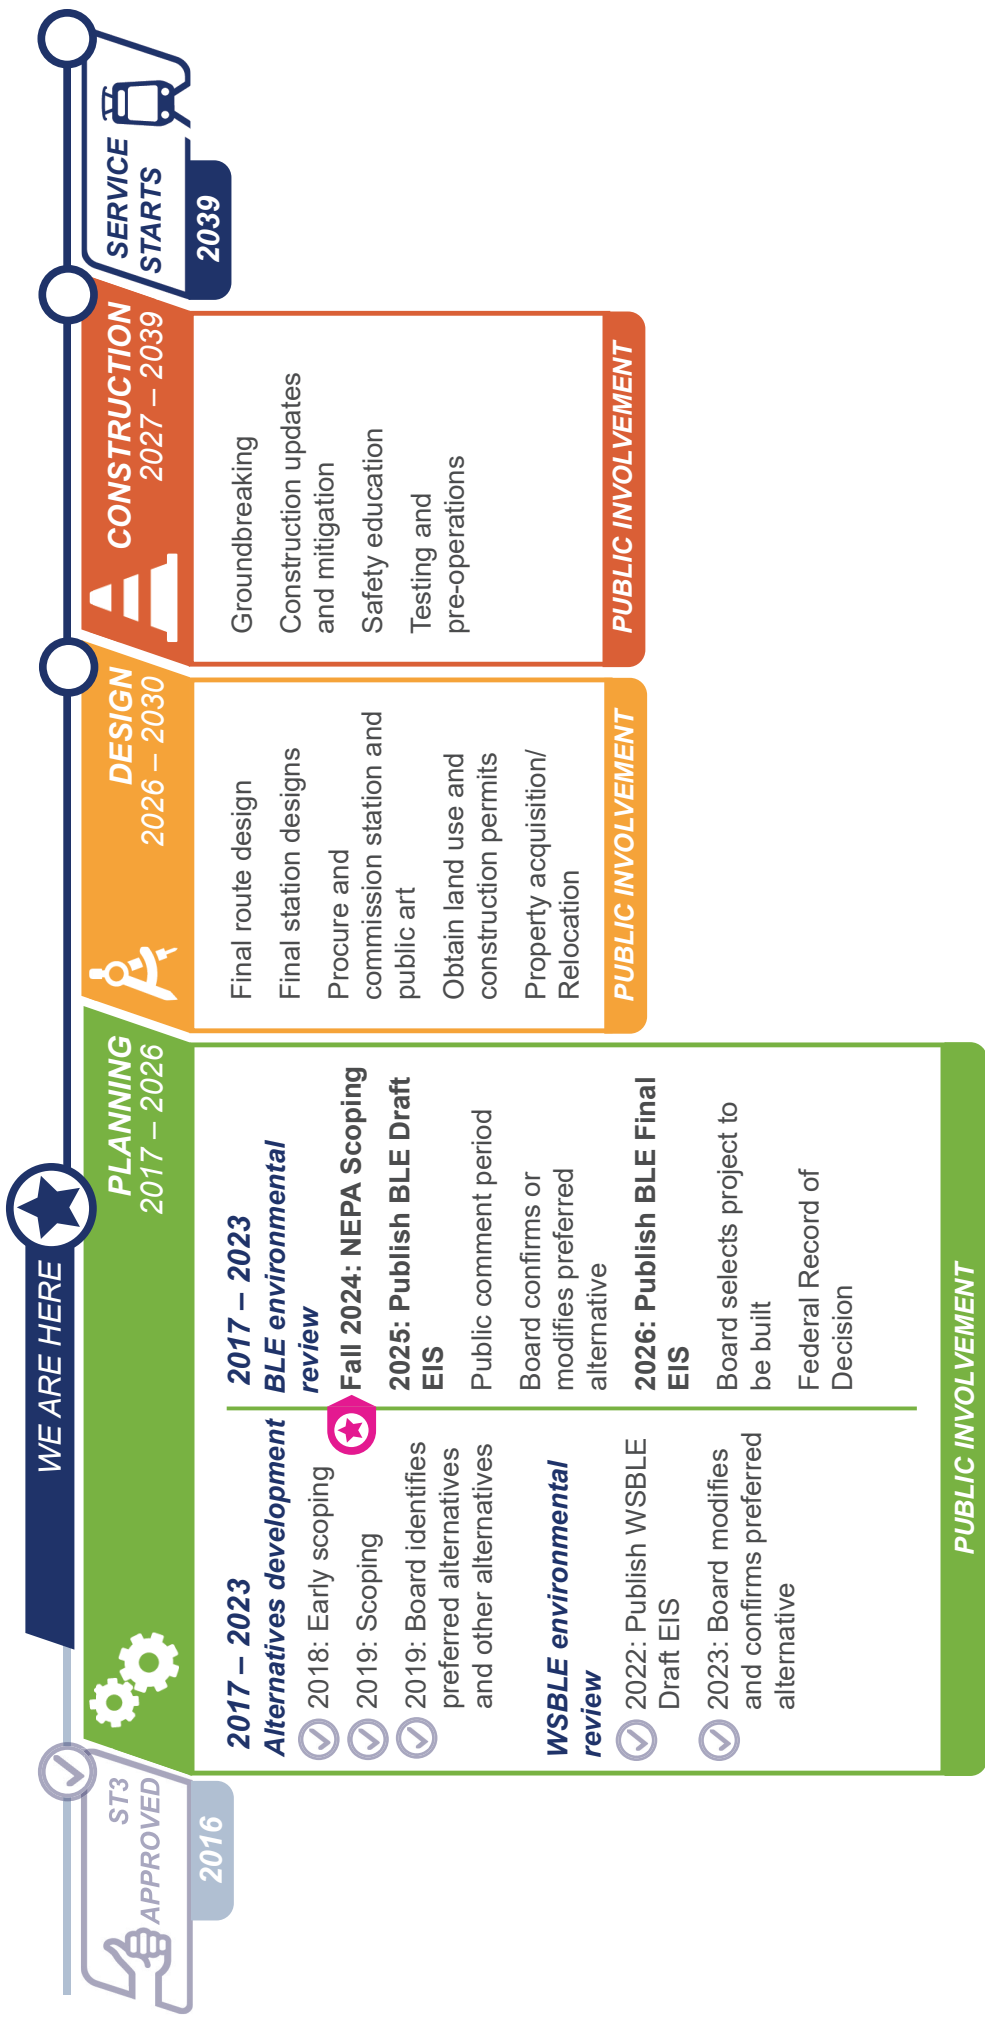 WE ARE HERE
ST3
APPROVED
2016
PLANNING
2017 – 2026
2017 – 2023
Alternatives development
2018: Early scoping
2019: Scoping
2019: Board identifies
preferred alternatives
and other alternatives
WSBLE environmental
review
2022: Publish WSBLE
Draft EIS
2023: Board modifies
and confirms preferred
alternative
2017 – 2023
BLE environmental
review
Fall 2024: NEPA Scoping
2025: Publish BLE Draft
EIS
Public comment period
Board confirms or
modifies preferred
alternative
2026: Publish BLE Final
EIS
Board selects project to
be built
Federal Record of
Decision
PUBLIC INVOLVEMENT
DESIGN
2026 – 2030
Final route design
Final station designs
Procure and
commission station and
public art
Obtain land use and
construction permits
Property acquisition/
Relocation
PUBLIC INVOLVEMENT
CONSTRUCTION
2027 – 2039
Groundbreaking
Construction updates
and mitigation
Safety education
Testing and
pre-operations
PUBLIC INVOLVEMENT
SERVICE
STARTS
2039